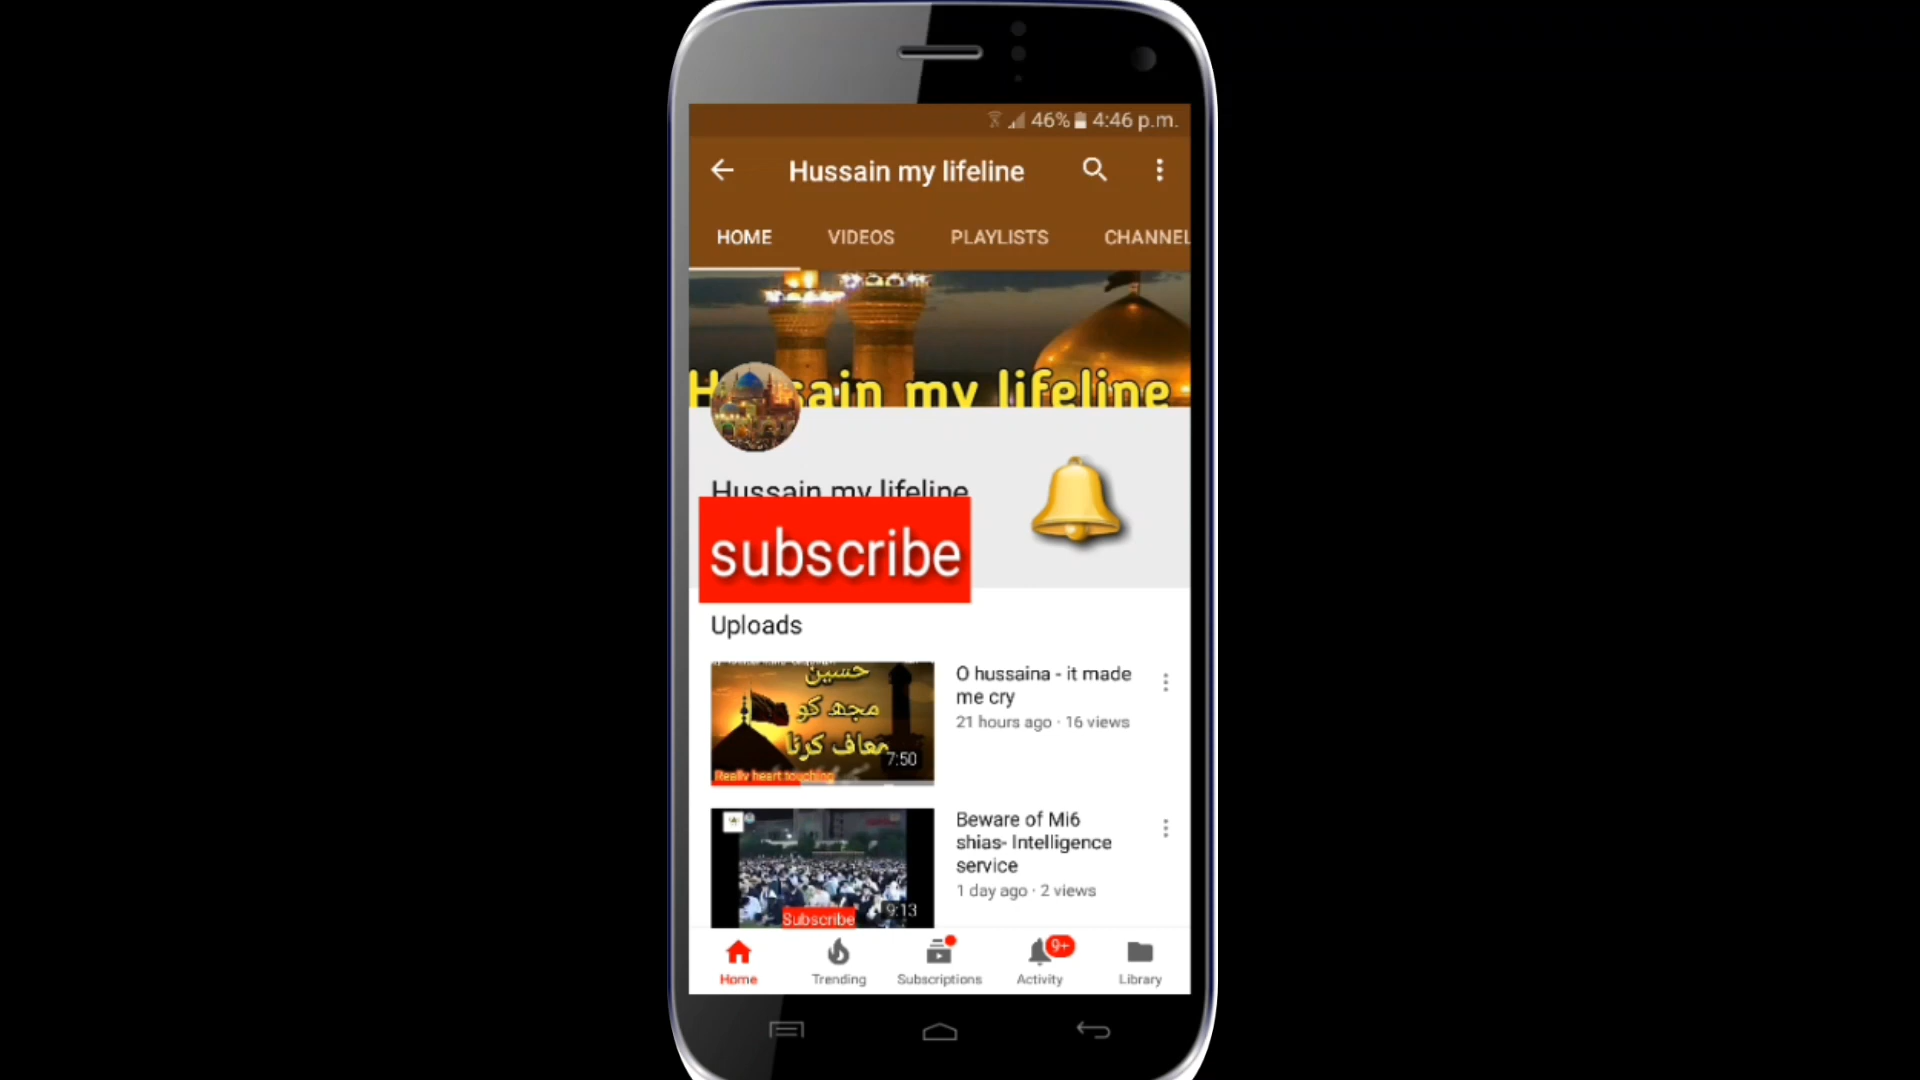 46% 4:46 p.m.
Hussain my lifeline
HOME VIDEOS PLAYLISTS CHANNEL
sain my lifeline
Hussain my lifeline
subscribe
Uploads
حسین
مجھ کو
معاف کرنا
7:50
Really heart touching
O hussaina - it made
me cry
21 hours ago · 16 views
Beware of Mi6
shias- Intelligence
service
1 day ago · 2 views
Subscribe
9:13
9+
Home Trending Subscriptions Activity Library